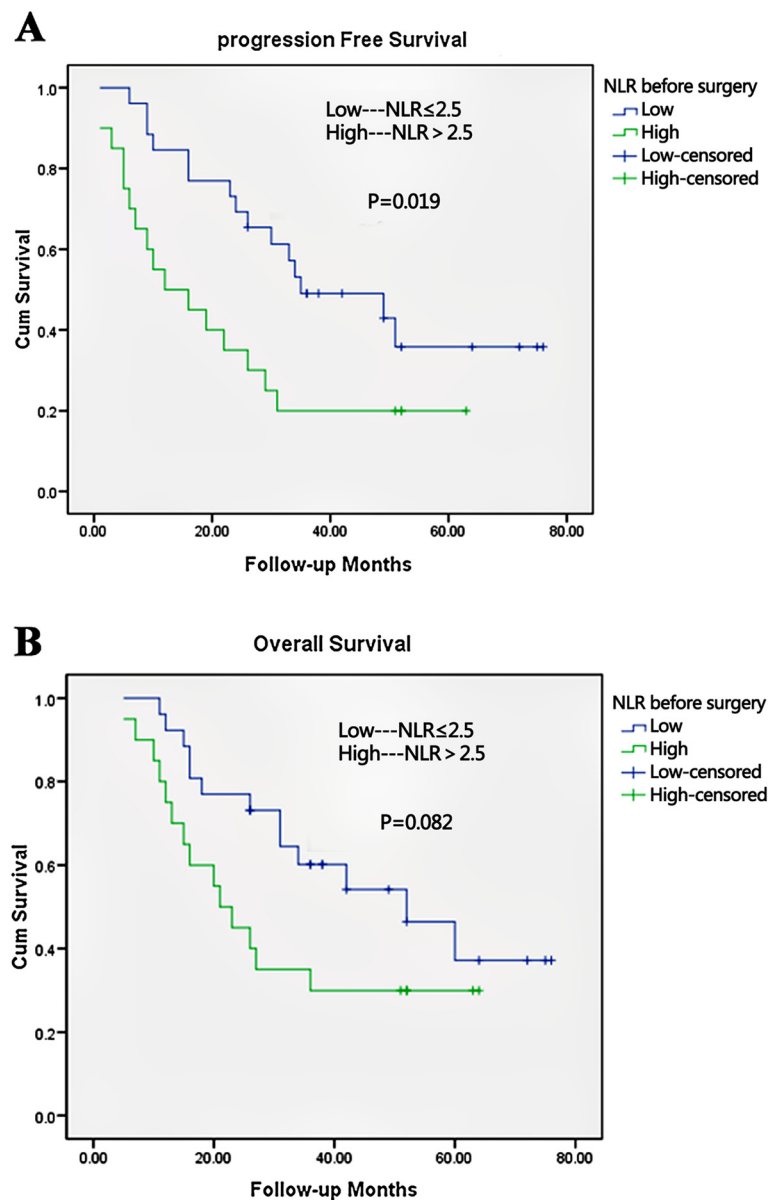 A
progression Free Survival
Low---NLR≤2.5
High---NLR>2.5
P=0.019
NLR before surgery
Low
High
Low-censored
High-censored
Cum Survival
1.0
0.8
0.6
0.4
0.2
0.0
0.00 20.00 40.00 60.00 80.00
Follow-up Months
B
Overall Survival
Low---NLR≤2.5
High---NLR>2.5
P=0.082
NLR before surgery
Low
High
Low-censored
High-censored
Cum Survival
1.0
0.8
0.6
0.4
0.2
0.0
0.00 20.00 40.00 60.00 80.00
Follow-up Months